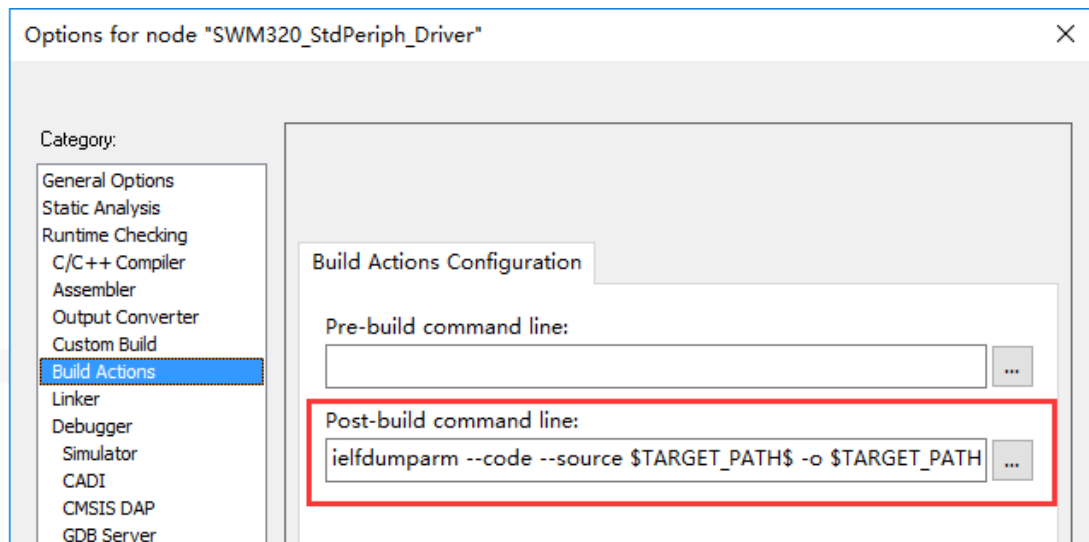 Options for node "SWM320_StdPeriph_Driver"
Category:
General Options
Static Analysis
Runtime Checking
C/C++ Compiler
Assembler
Output Converter
Custom Build
Build Actions
Linker
Debugger
Simulator
CADI
CMSIS DAP
GDB Server
Build Actions Configuration
Pre-build command line:
...
Post-build command line:
ielfdumparm --code --source $TARGET_PATH$ -o $TARGET_PATH
...